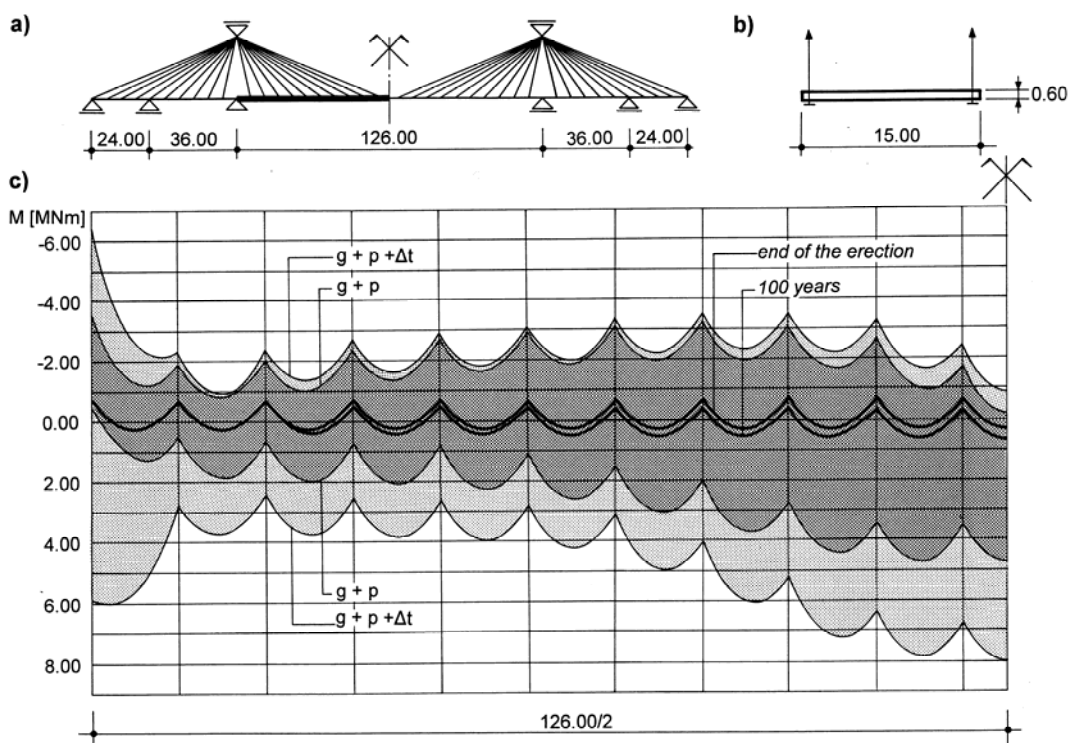 a)
b)
0.60
24.00 36.00 126.00 36.00 24.00
15.00
c)
M [MNm]
-6.00
-4.00
-2.00
0.00
2.00
4.00
6.00
8.00
g + p +Δt
g + p
end of the erection
100 years
g + p
g + p +Δt
126.00/2